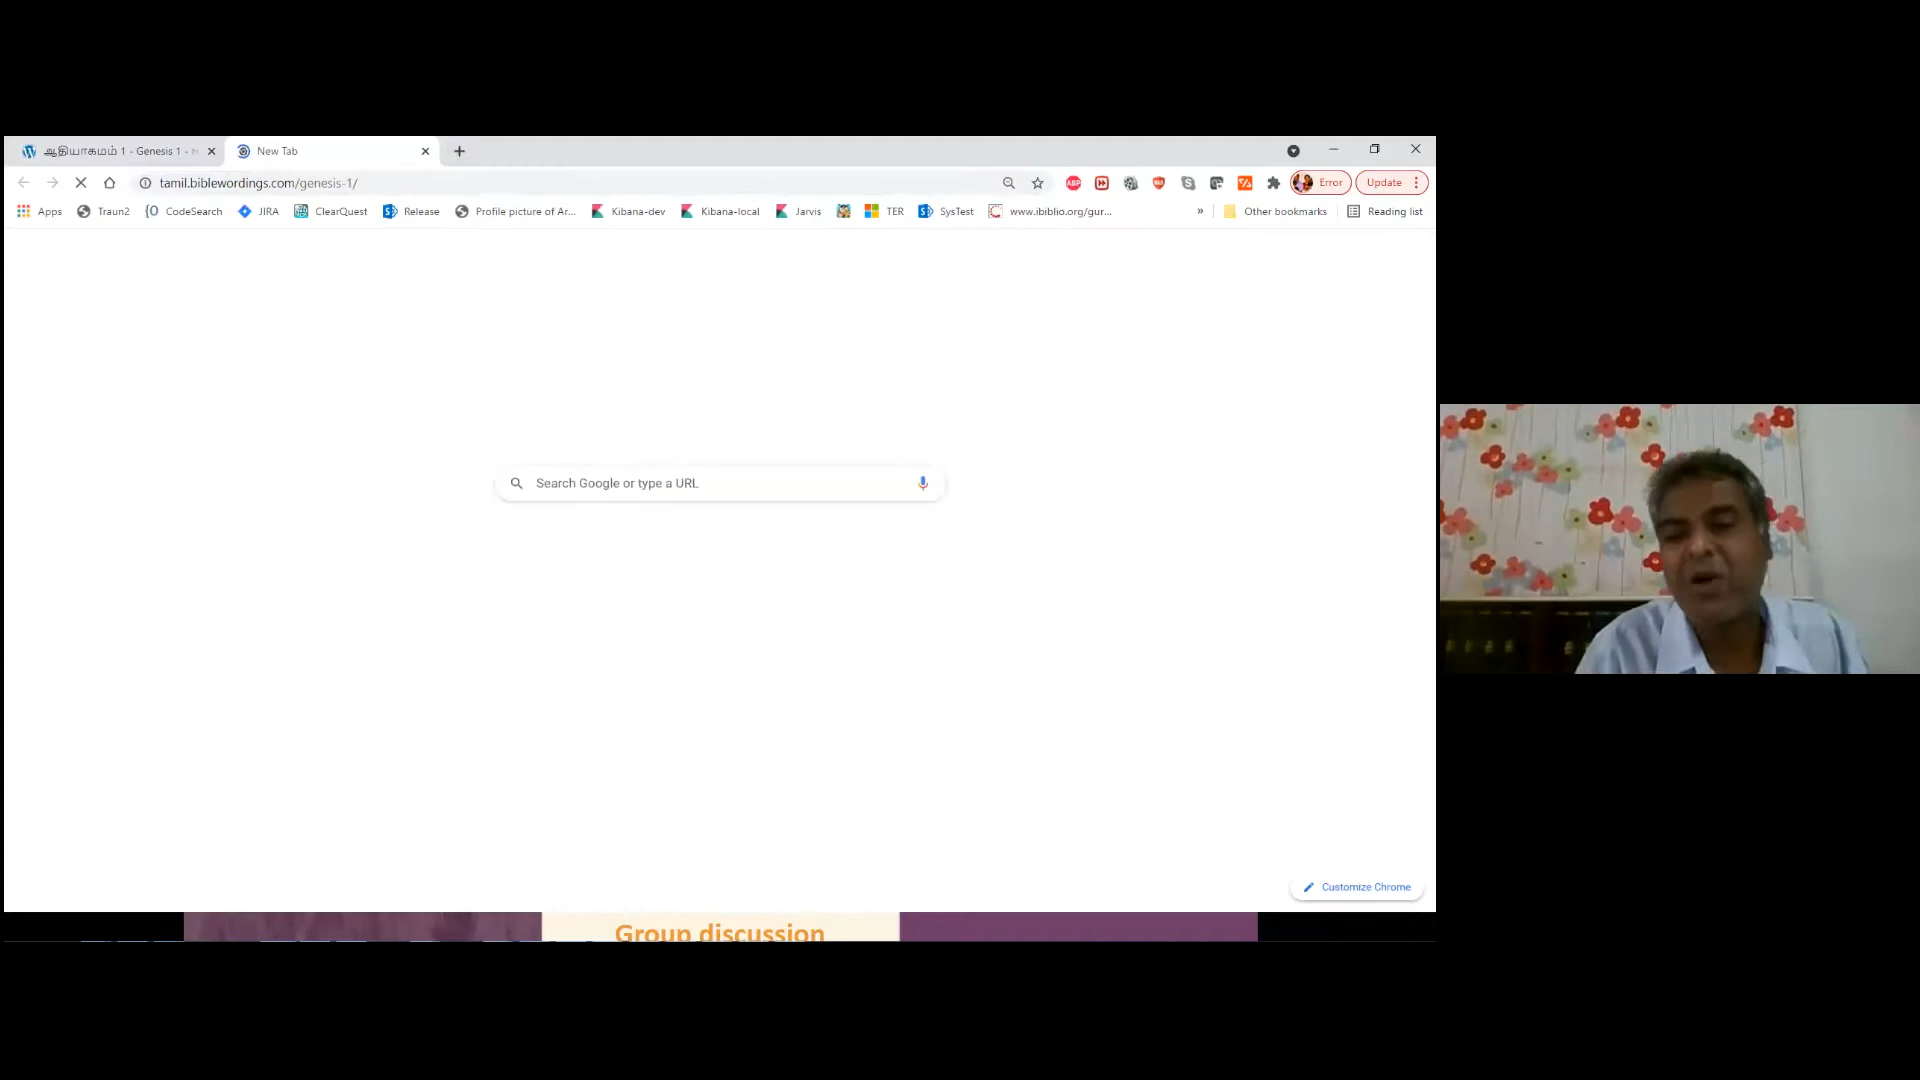 ஆதியாகமம் 1 - Genesis 1 - H
New Tab
tamil.biblewordings.com/genesis-1/
ABP
Error
Update
Apps
Traun2
CodeSearch
JIRA
ClearQuest
Release
Profile picture of Ar...
Kibana-dev
Kibana-local
Jarvis
TER
SysTest
www.ibiblio.org/gur...
»
Other bookmarks
Reading list
Search Google or type a URL
Customize Chrome
Group discussion